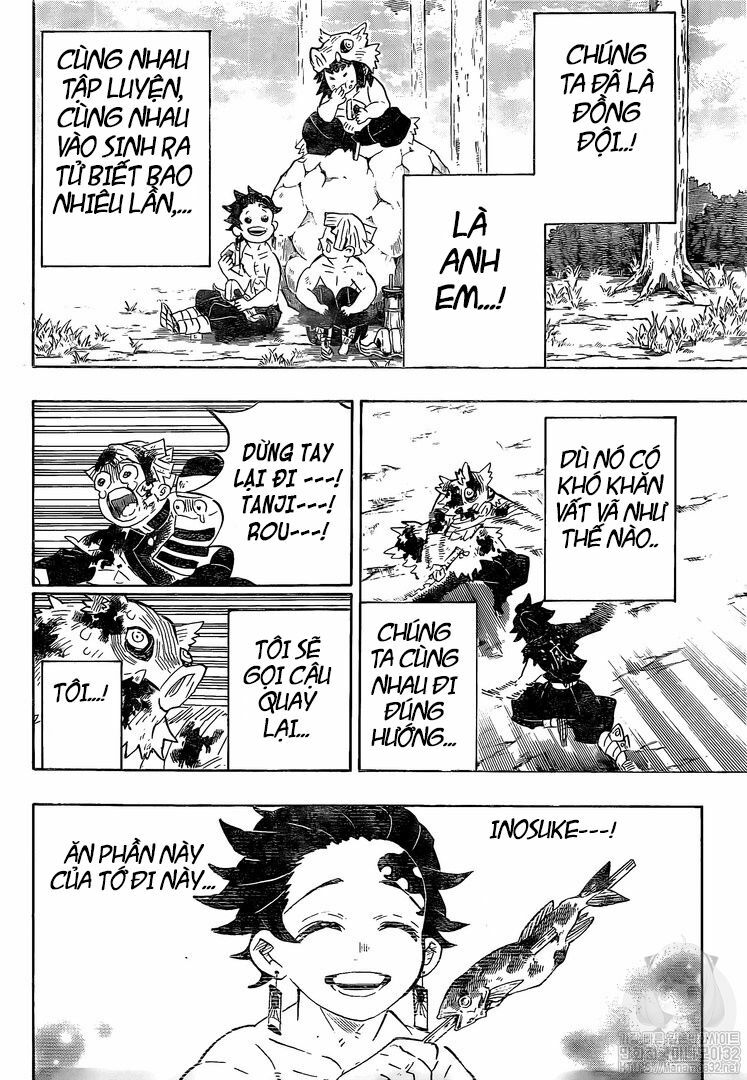 CÙNG NHAU
TẬP LUYỆN,
CÙNG NHAU
VÀO SINH RA
TỬ BIẾT BAO
NHIÊU LẦN,...
CHÚNG
TA ĐÃ LÀ
ĐỒNG
ĐỘI..!
LÀ
ANH
EM...!
DỪNG TAY
LẠI ĐI ---!
TANJI---!
ROU---!
DÙ NÓ CÓ
KHÓ KHĂN
VẤT VẢ NHƯ
THẾ NÀO..
CHÚNG
TA CÙNG
NHAU ĐI
ĐÚNG
HƯỚNG...
TÔI SẼ
GỌI CẬU
QUAY
LẠI...
TÔI...!
INOSUKE---!
ĂN PHẦN NÀY
CỦA TỚ ĐI NÀY...